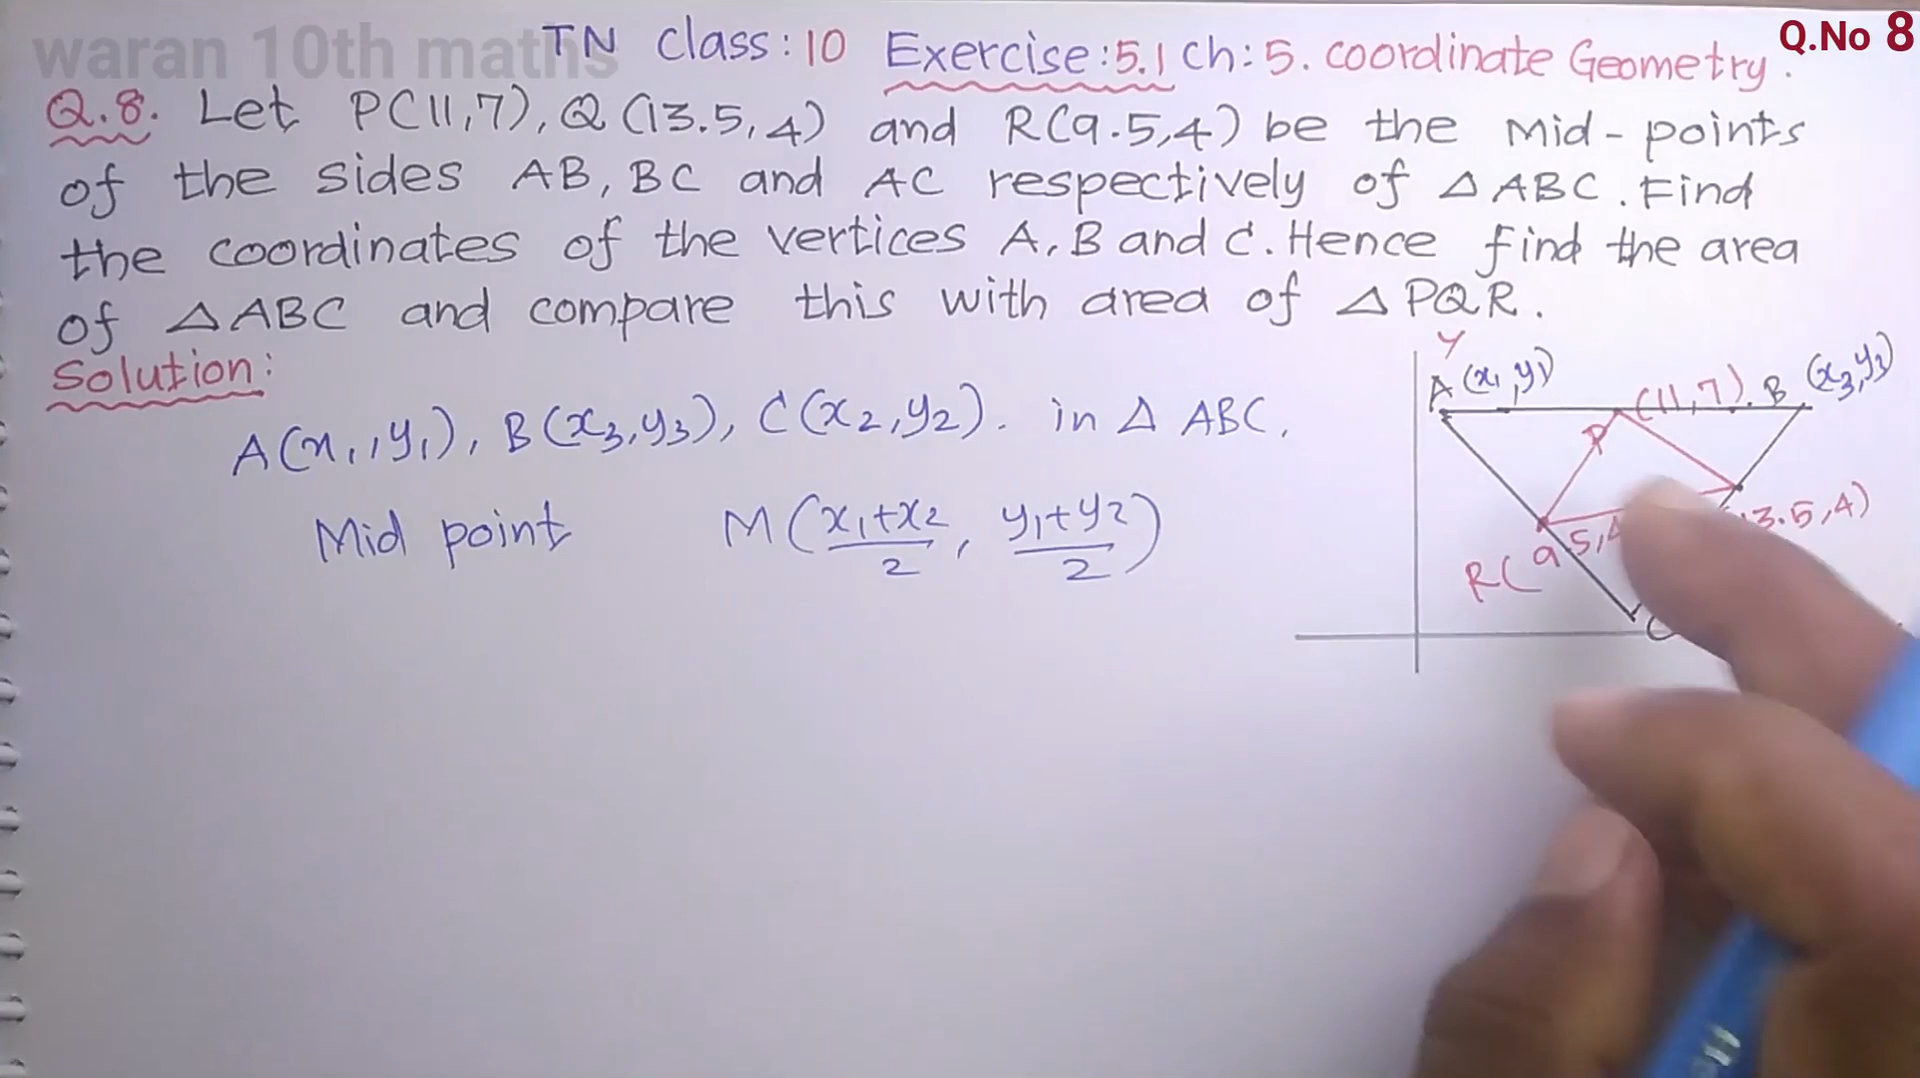 waran 10th maths
TN Class: 10 Exercise: 5.1 Ch: 5. coordinate Geometry.
Q.No 8
Q.8. Let P(11,7), Q(13.5,4) and R(9.5,4) be the Mid-points
of the sides AB, BC and AC respectively of △ABC. Find
the coordinates of the vertices A, B and C. Hence find the area
of △ABC and compare this with area of △PQR.
Solution:
A(x₁,y₁), B(x₃,y₃), C(x₂,y₂). in △ ABC,
Mid point M(x₁+x₂/2, y₁+y₂/2)
Y
A (x₁,y₁)
(11,7).
B (x₃,y₃)
P
3.5,4)
R(9.5,4
C